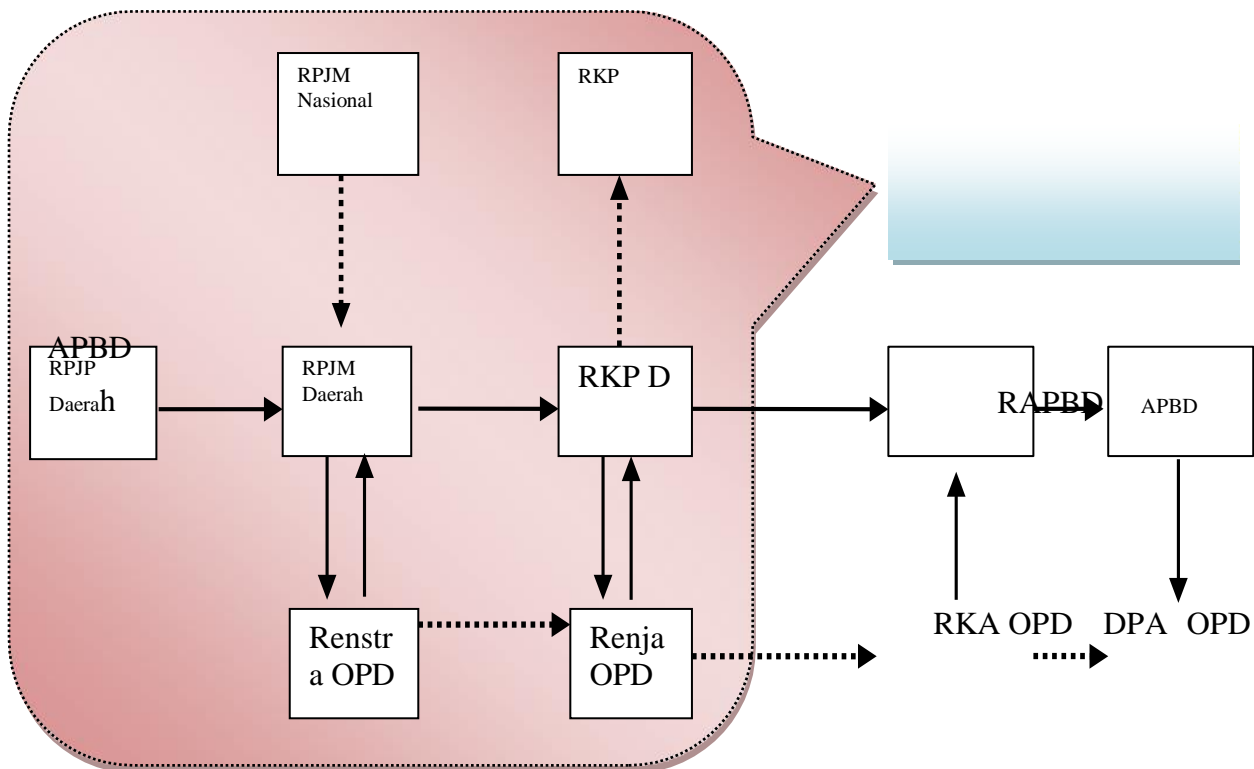 RPJM
Nasional
RKP
APBD
RPJP
Daerah
RPJM
Daerah
RKP D
RAPBD
APBD
Renstr
a OPD
Renja
OPD
RKA OPD
DPA OPD